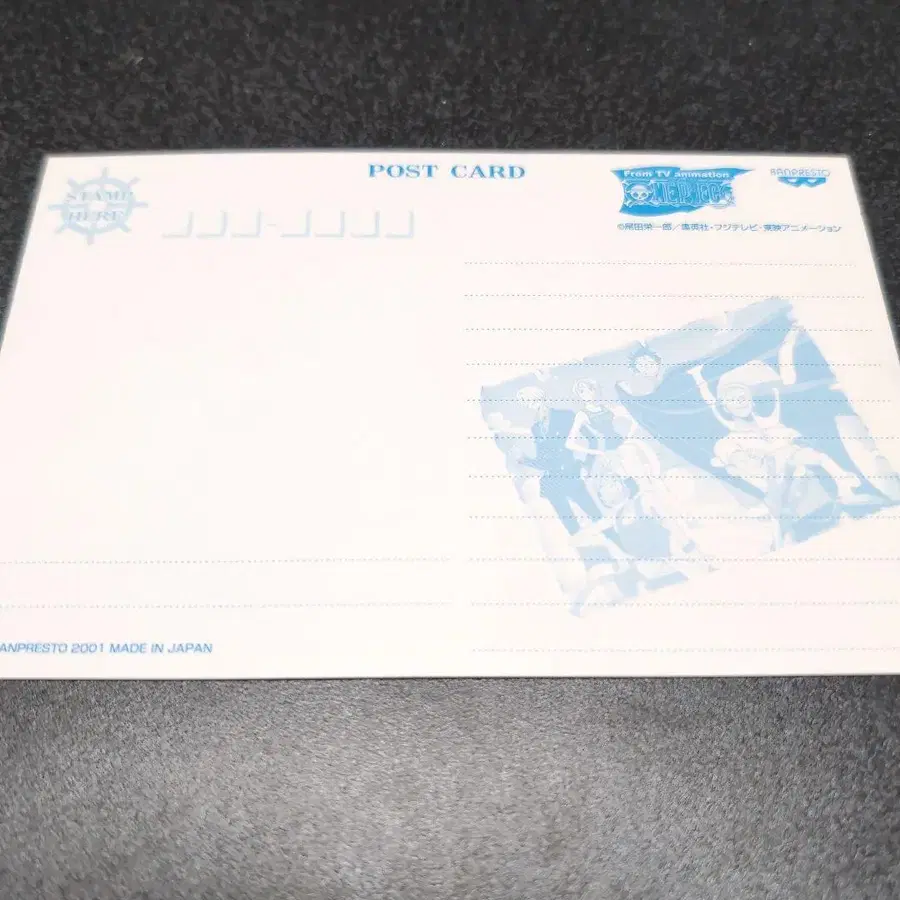 POST CARD
STAMP
HERE
From TV animation
ONE PIECE
BANPRESTO
©尾田栄一郎/集英社・フジテレビ・東映アニメーション
ANPRESTO 2001 MADE IN JAPAN